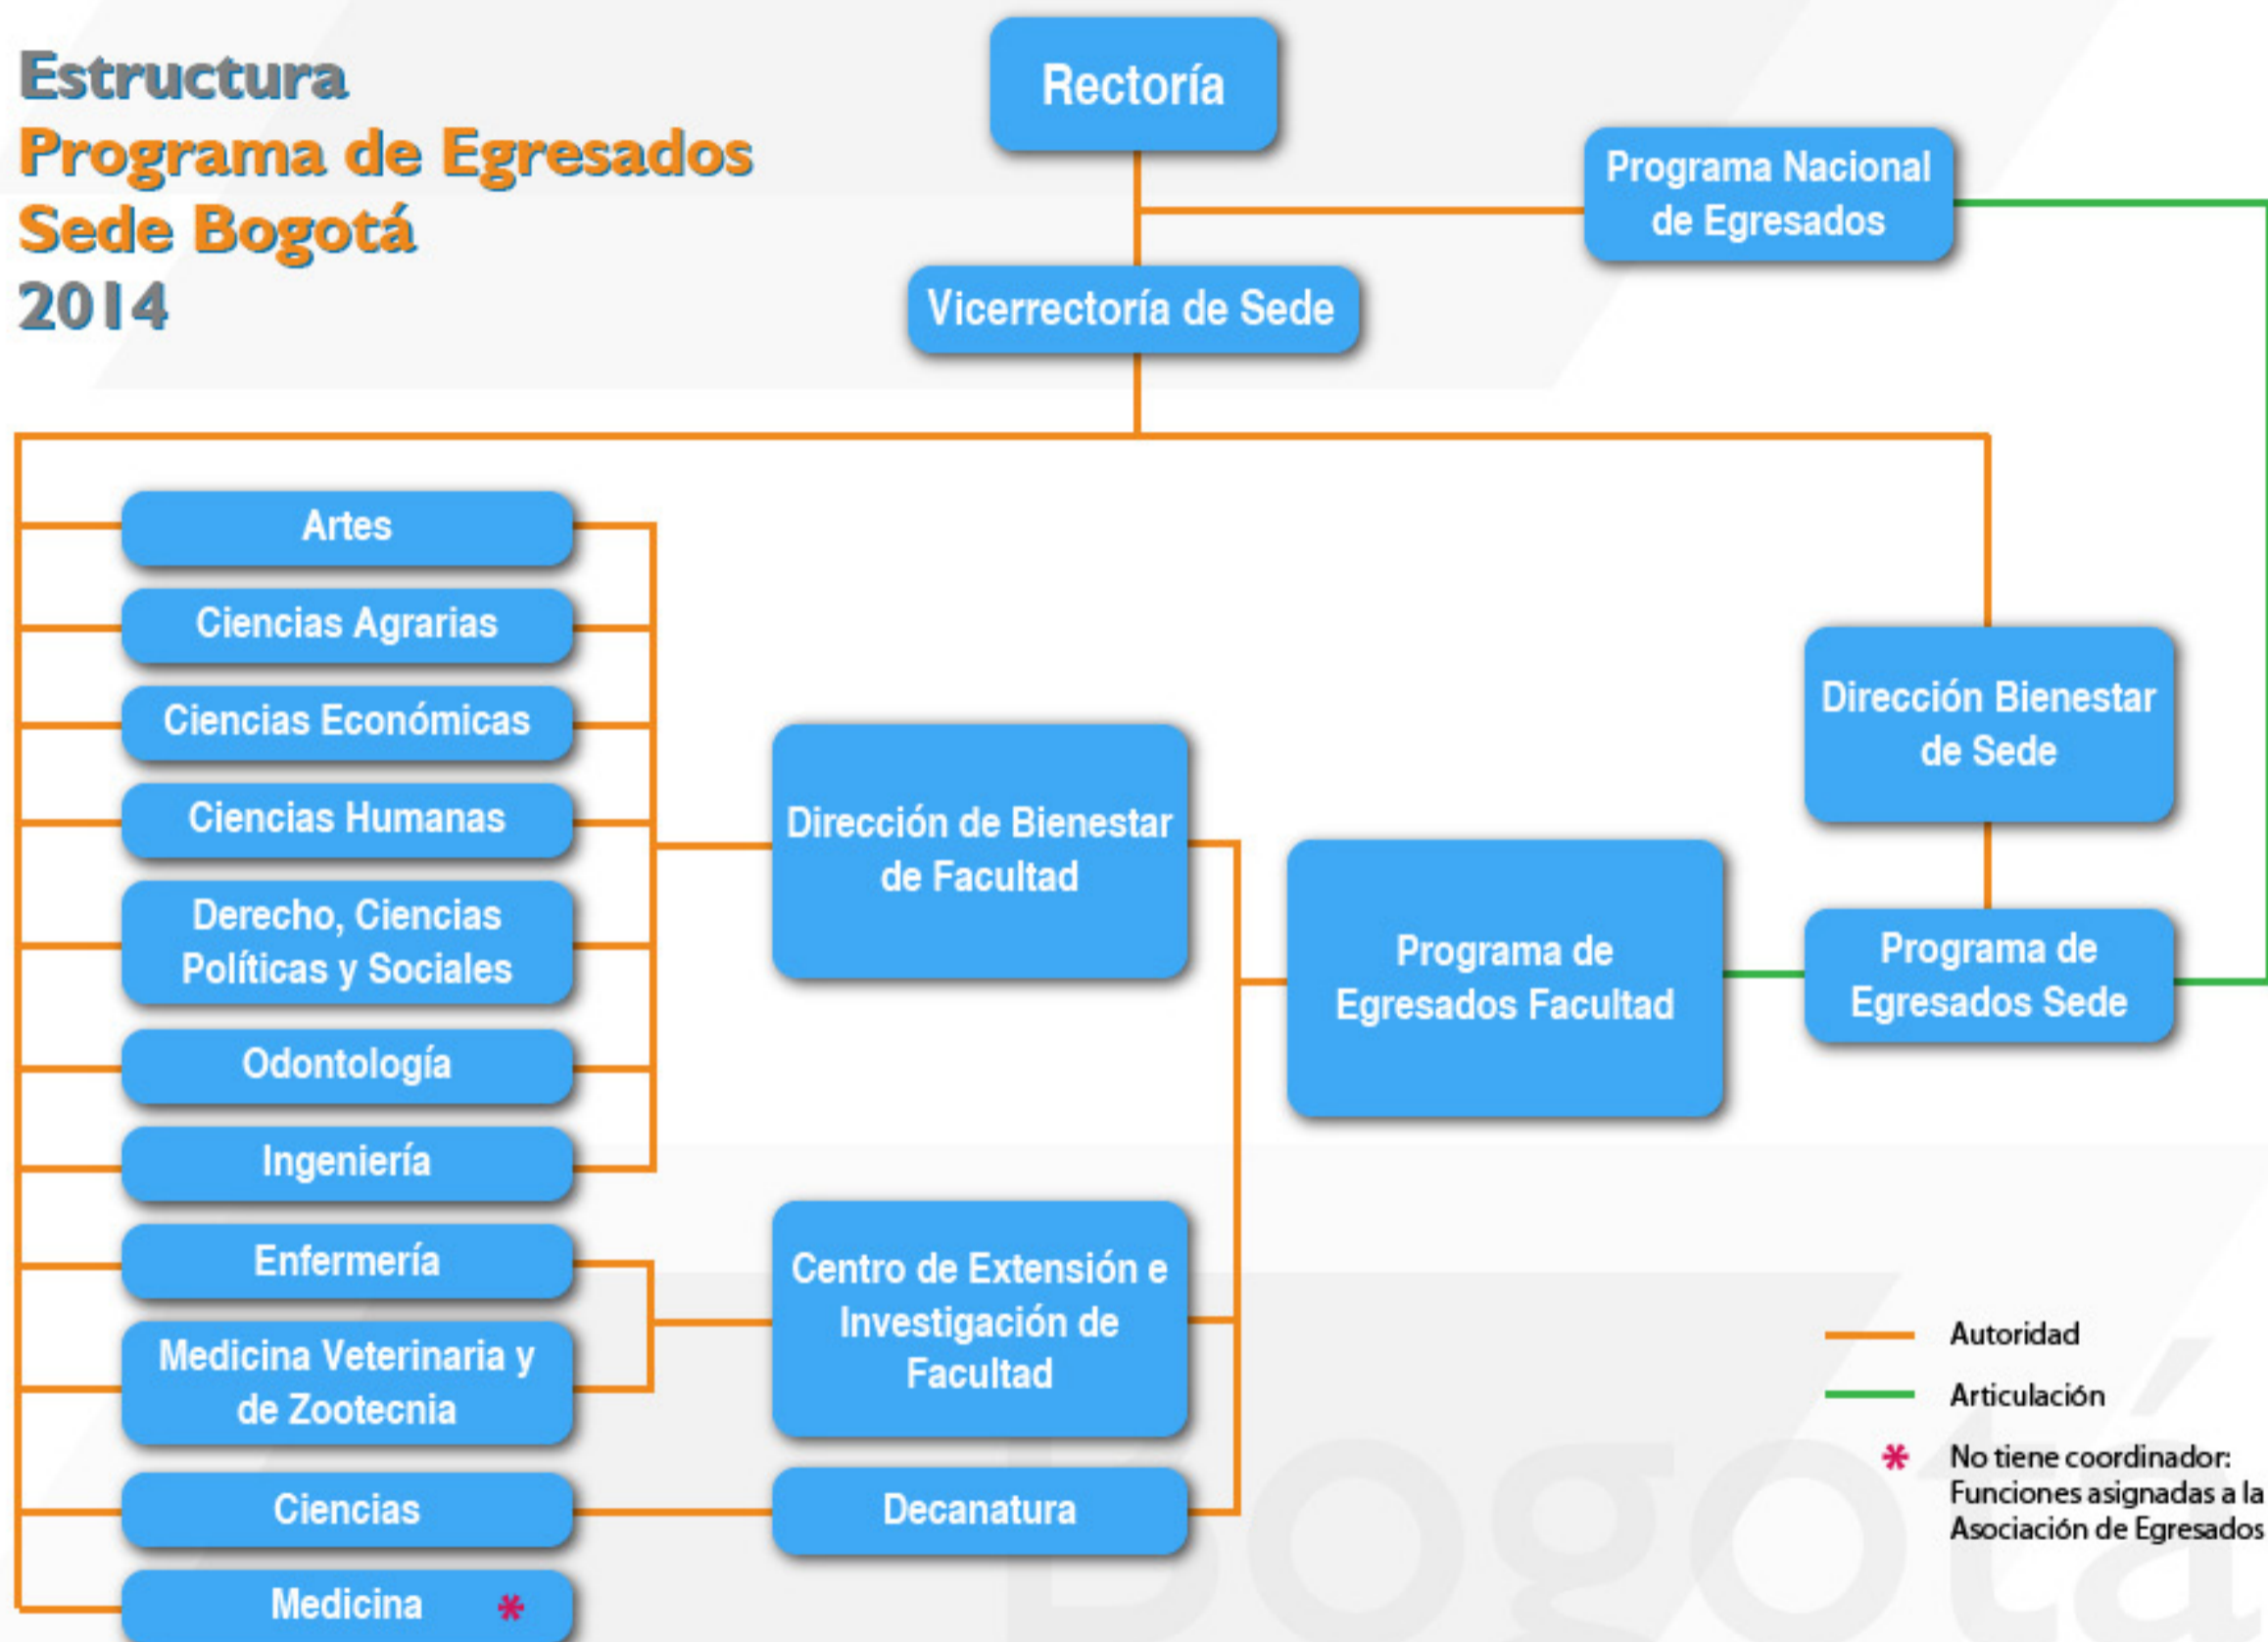 Estructura
Programa de Egresados
Sede Bogotá
2014
Rectoría
Programa Nacional
de Egresados
Vicerrectoría de Sede
Artes
Ciencias Agrarias
Ciencias Económicas
Ciencias Humanas
Derecho, Ciencias
Políticas y Sociales
Odontología
Ingeniería
Enfermería
Medicina Veterinaria y
de Zootecnia
Ciencias
Medicina *
Dirección de Bienestar
de Facultad
Centro de Extensión e
Investigación de
Facultad
Decanatura
Programa de
Egresados Facultad
Dirección Bienestar
de Sede
Programa de
Egresados Sede
Autoridad
Articulación
* No tiene coordinador:
Funciones asignadas a la
Asociación de Egresados
Bogotá